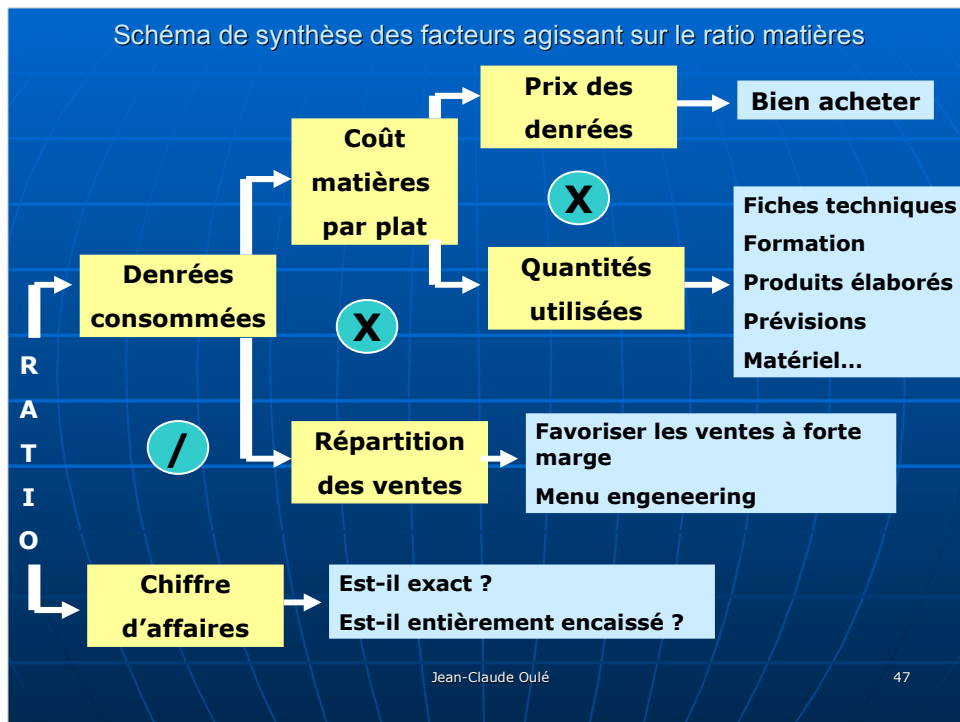 Schéma de synthèse des facteurs agissant sur le ratio matières
Prix des
denrées
Bien acheter
Coût
matières
par plat
X
Fiches techniques
Formation
Produits élaborés
Prévisions
Matériel...
Quantités
utilisées
Denrées
consommées
X
R
A
T
I
O
/
Répartition
des ventes
Favoriser les ventes à forte
marge
Menu engeneering
Chiffre
d'affaires
Est-il exact ?
Est-il entièrement encaissé ?
Jean-Claude Oulé
47